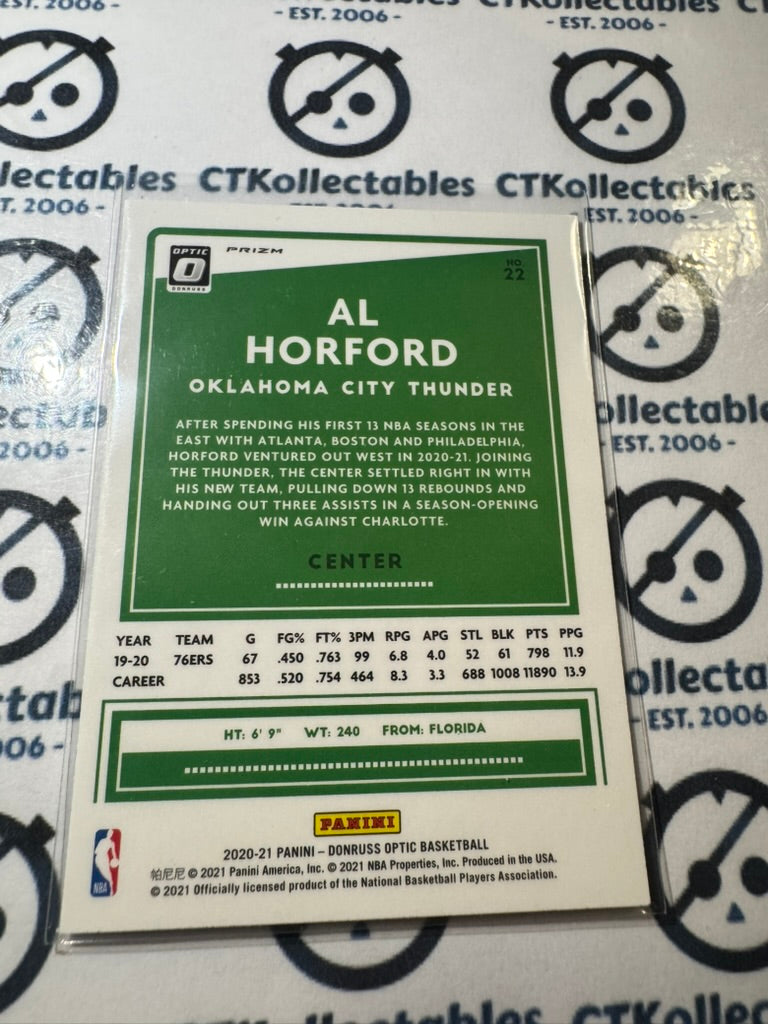 - EST. 2006 -
CTKollectables
- EST. 2006 -
lectables CTKollectables CTKollectables
T. 2006 -
EST. 2006 -
OPTIC
DONRUSS
PRIZM
NO.
22
AL
HORFORD
OKLAHOMA CITY THUNDER
AFTER SPENDING HIS FIRST 13 NBA SEASONS IN THE
EAST WITH ATLANTA, BOSTON AND PHILADELPHIA,
HORFORD VENTURED OUT WEST IN 2020-21. JOINING
THE THUNDER, THE CENTER SETTLED RIGHT IN WITH
HIS NEW TEAM, PULLING DOWN 13 REBOUNDS AND
HANDING OUT THREE ASSISTS IN A SEASON-OPENING
WIN AGAINST CHARLOTTE.
CENTER
ollectable
- EST. 2006 -
2006 -
YEAR TEAM G FG% FT% 3PM RPG APG STL BLK PTS PPG
19-20 76ERS 67 .450 .763 99 6.8 4.0 52 61 798 11.9
CAREER 853 .520 .754 464 8.3 3.3 688 1008 11890 13.9
ollecta
- EST. 2006
tab
06 -
HT: 6' 9" WT: 240 FROM: FLORIDA
PANINI
NBA
2020-21 PANINI – DONRUSS OPTIC BASKETBALL
帕尼尼 © 2021 Panini America, Inc. © 2021 NBA Properties, Inc. Produced in the USA.
© 2021 Officially licensed product of the National Basketball Players Association.